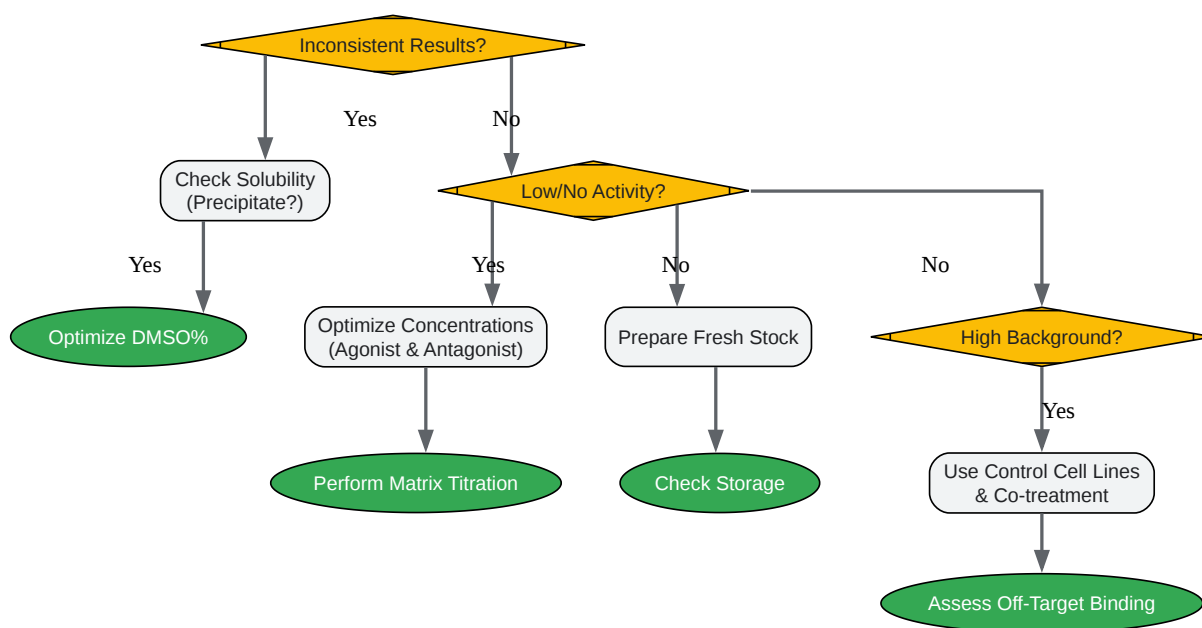 Inconsistent Results?
Yes
No
Check Solubility
(Precipitate?)
Low/No Activity?
Yes
Yes
No
No
Optimize DMSO%
Optimize Concentrations
(Agonist & Antagonist)
Prepare Fresh Stock
High Background?
Yes
Perform Matrix Titration
Check Storage
Use Control Cell Lines
& Co-treatment
Assess Off-Target Binding